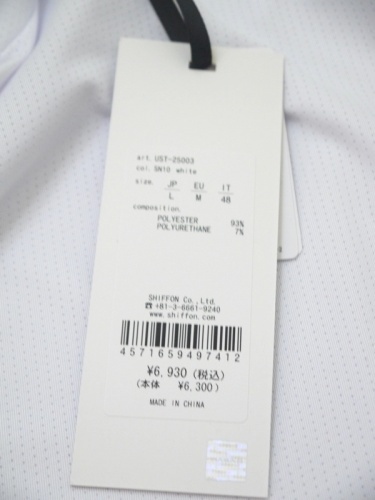 art. UST-25003
col. SN10 white
size. JP EU IT
L M 48
composition.
POLYESTER 93%
POLYURETHANE 7%
SHIFFON Co., Ltd.
☎ +81-3-6681-9240
www.shiffon.com/
4571659497412
¥6,930 (税込)
(本体 ¥6,300)
MADE IN CHINA